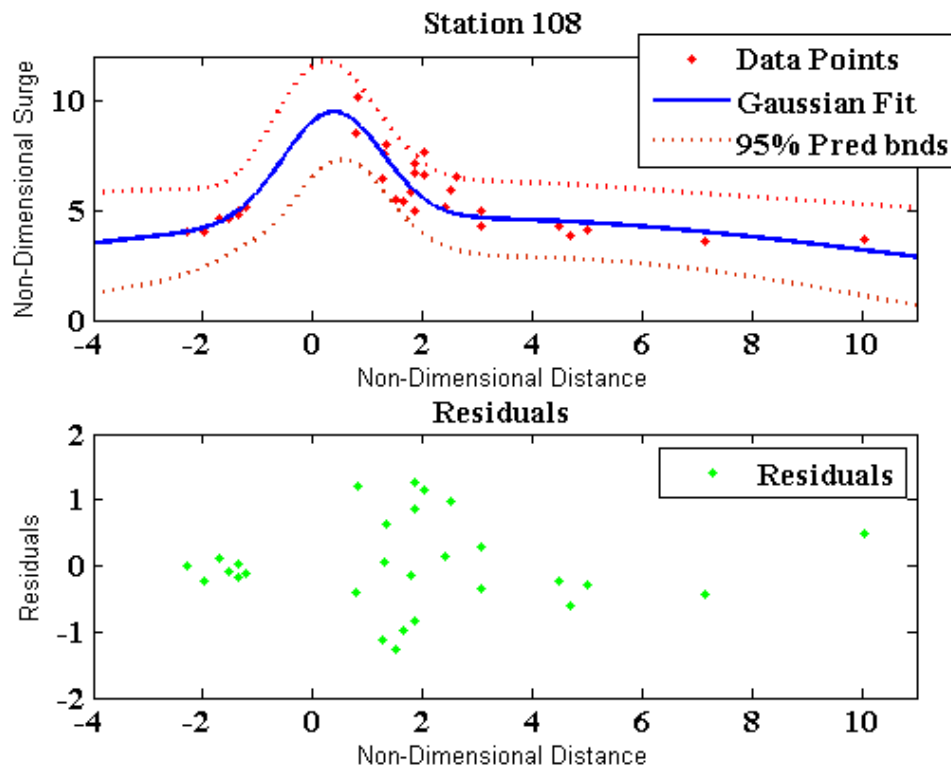 Station 108
Non-Dimensional Surge
10
5
0
Data Points
Gaussian Fit
95% Pred bnds
-4 -2 0 2 4 6 8 10
Non-Dimensional Distance
Residuals
Residuals
2
1
0
-1
-2
Residuals
-4 -2 0 2 4 6 8 10
Non-Dimensional Distance